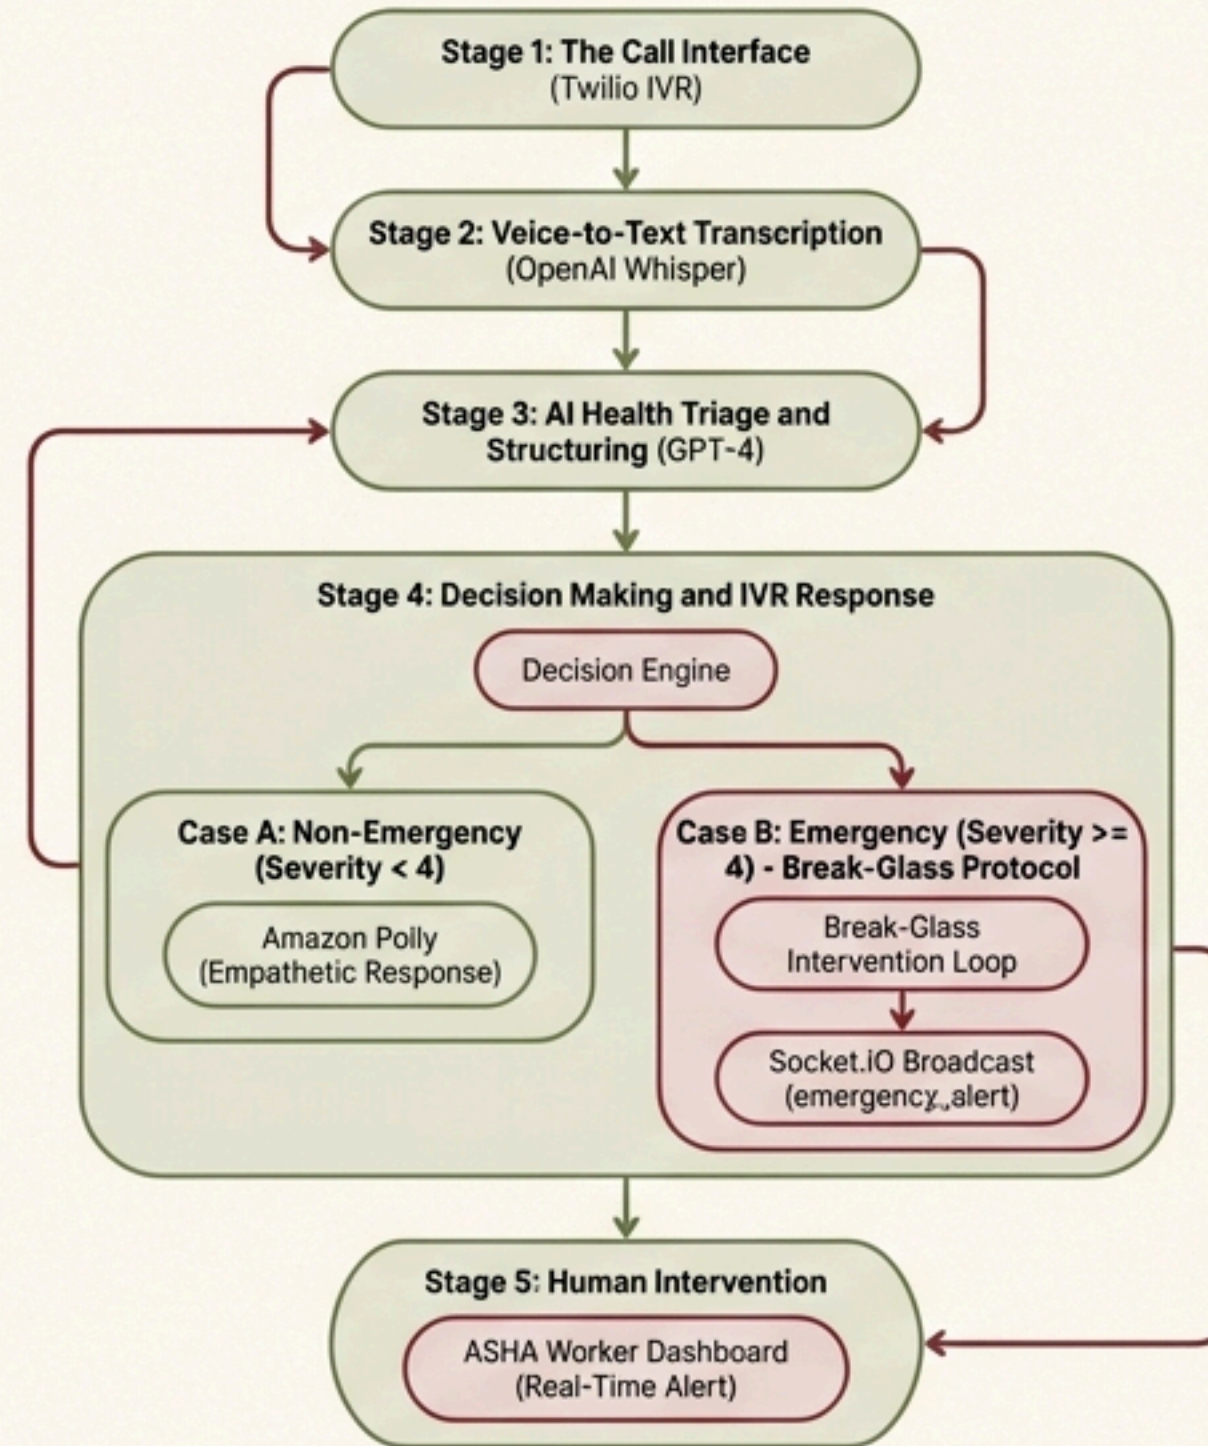 Stage 1: The Call Interface
(Twilio IVR)
Stage 2: Veice-to-Text Transcription
(OpenAI Whisper)
Stage 3: AI Health Triage and
Structuring (GPT-4)
Stage 4: Decision Making and IVR Response
Decision Engine
Case A: Non-Emergency
(Severity < 4)
Amazon Polly
(Empathetic Response)
Case B: Emergency (Severity >=
4) - Break-Glass Protocol
Break-Glass
Intervention Loop
Socket.iO Broadcast
(emergency_alert)
Stage 5: Human Intervention
ASHA Worker Dashboard
(Real-Time Alert)